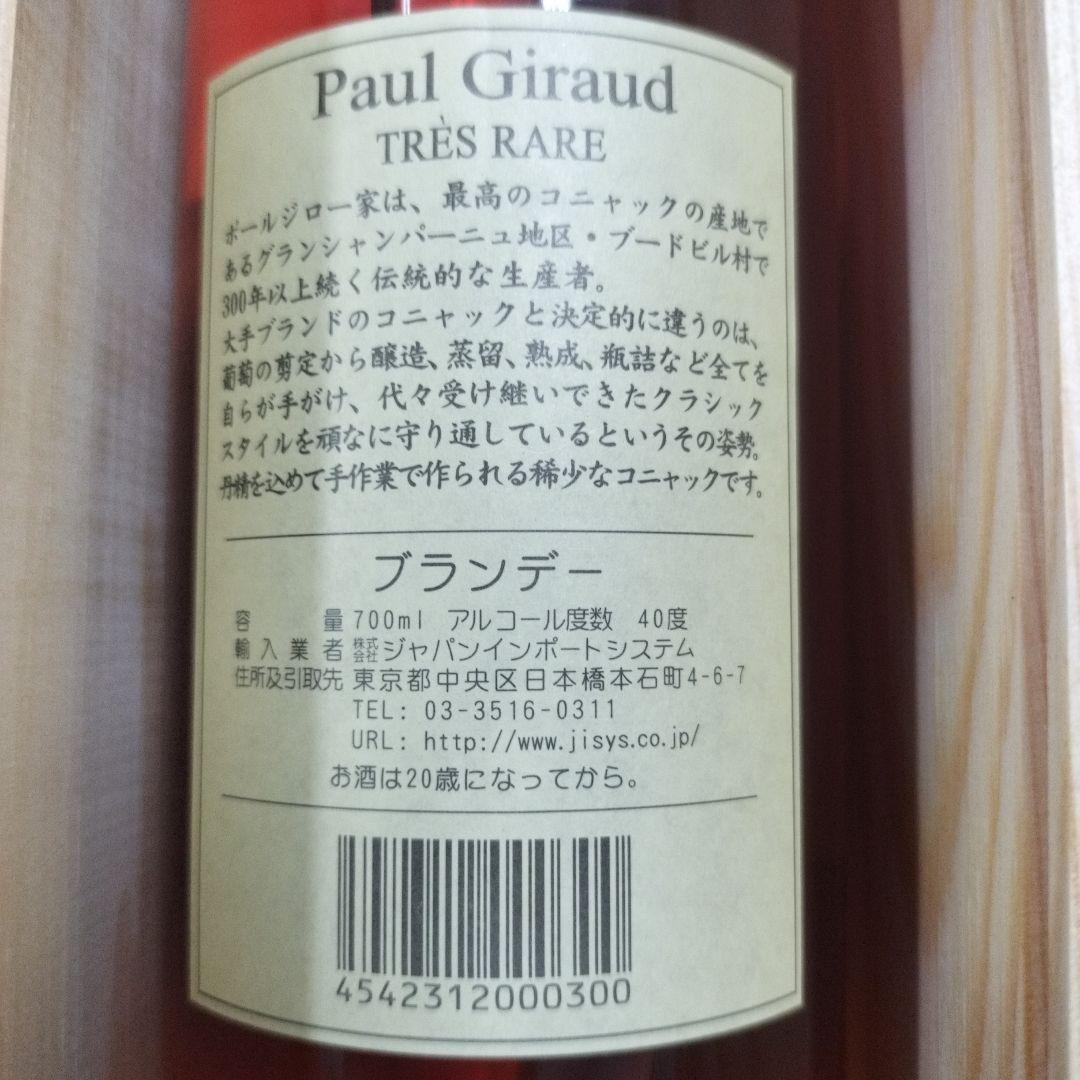 Paul Giraud
TRÈS RARE
ポールジロー家は、最高のコニャックの産地で
あるグランシャンパーニュ地区・ブードビル村で
300年以上続く伝統的な生産者。
大手ブランドのコニャックと決定的に違うのは、
葡萄の剪定から醸造、蒸留、熟成、瓶詰など全てを
自らが手がけ、代々受け継いできたクラシック
スタイルを頑なに守り通しているというその姿勢。
丹精を込めて手作業で作られる稀少なコニャックです。
ブランデー
容量 700ml アルコール度数 40度
輸入業者 株式会社ジャパンインポートシステム
住所及引取先 東京都中央区日本橋本石町4-6-7
TEL: 03-3516-0311
URL: http://www.jisys.co.jp/
お酒は20歳になってから。
4542312000300